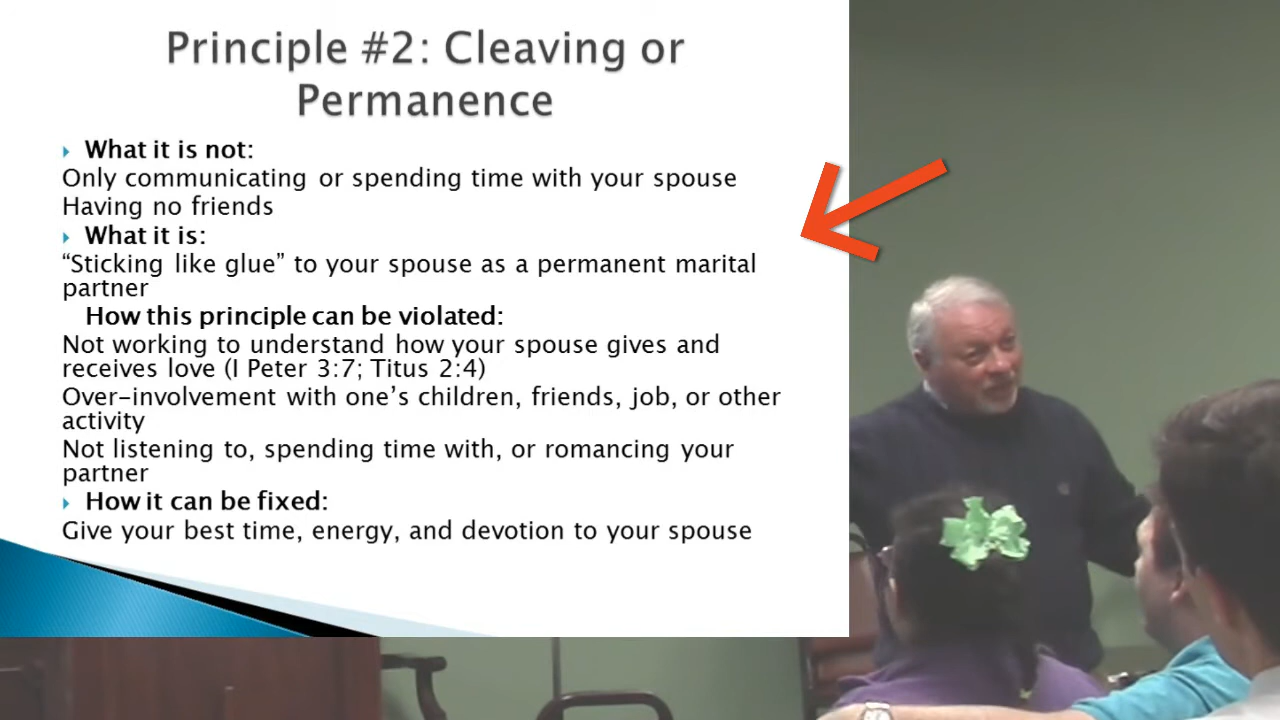 Principle #2: Cleaving or
Permanence
What it is not:
Only communicating or spending time with your spouse
Having no friends
What it is:
“Sticking like glue” to your spouse as a permanent marital
partner
How this principle can be violated:
Not working to understand how your spouse gives and
receives love (I Peter 3:7; Titus 2:4)
Over-involvement with one’s children, friends, job, or other
activity
Not listening to, spending time with, or romancing your
partner
How it can be fixed:
Give your best time, energy, and devotion to your spouse